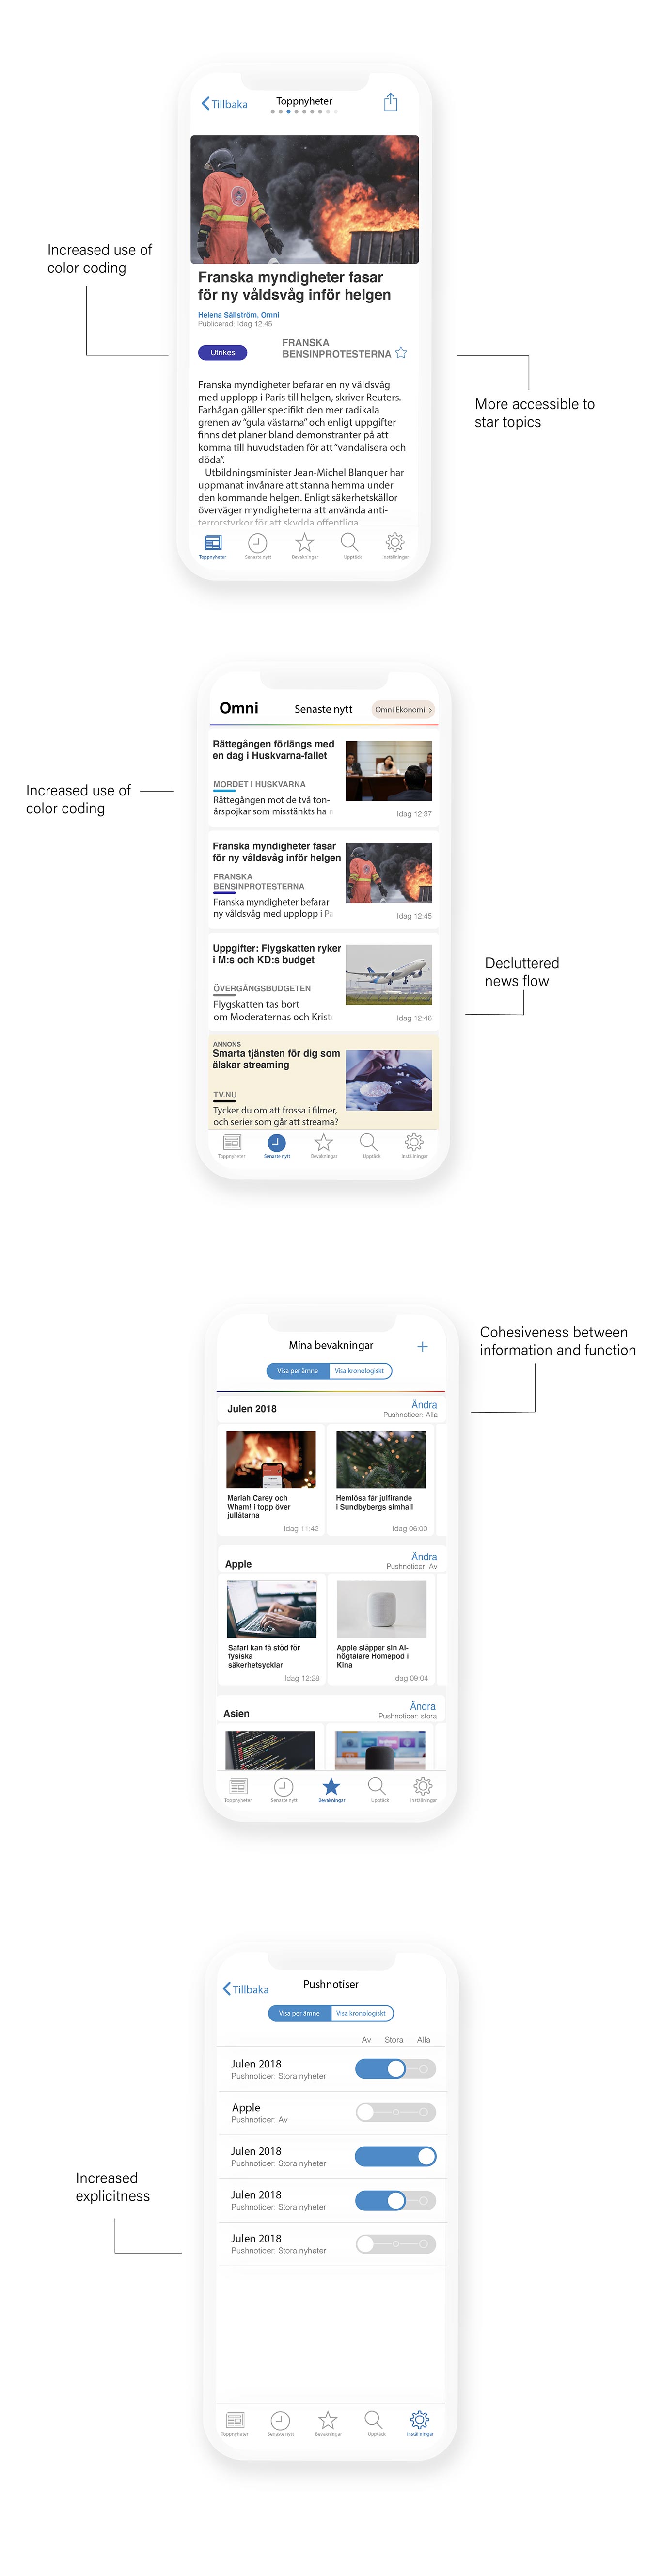 Tillbaka
Toppnyheter
Increased use of
color coding
Franska myndigheter fasar
för ny våldsvåg inför helgen
Helena Sällström, Omni
Publicerad: Idag 12:45
Utrikes
FRANSKA
BENSINPROTESTERNA
More accessible to
star topics
Franska myndigheter befarar en ny våldsvåg
med upplopp i Paris till helgen, skriver Reuters.
Farhågan gäller specifikt den mer radikala
grenen av "gula västarna" och enligt uppgifter
finns det planer bland demonstranter på att
komma till huvudstaden för att "vandalisera och
döda".
Utbildningsminister Jean-Michel Blanquer har
uppmanat invånare att stanna hemma under
den kommande helgen. Enligt säkerhetskällor
överväger myndigheterna att använda anti-
terrorstyrkor för att skydda offentliga
Toppnyheter
Senaste nytt
Bevakningar
Upptäck
Inställningar
Omni
Senaste nytt
Omni Ekonomi >
Increased use of
color coding
Rättegången förlängs med
en dag i Huskvarna-fallet
MORDET I HUSKVARNA
Rättegången mot de två ton-
årspojkar som misstänkts ha
Idag 12:37
Franska myndigheter fasar
för ny våldsvåg inför helgen
FRANSKA
BENSINPROTESTERNA
Franska myndigheter befarar
ny våldsvåg med upplopp i Pa
Idag 12:45
Decluttered
news flow
Uppgifter: Flygskatten ryker
i M:s och KD:s budget
ÖVERGÅNGSBUDGETEN
Flygskatten tas bort
om Moderaternas och Krist
Idag 12:46
ANNONS
Smarta tjänsten för dig som
älskar streaming
TV.NU
Tycker du om att frossa i filmer,
och serier som går att streama?
Toppnyheter
Senaste nytt
Bevakningar
Upptäck
Inställningar
Cohesiveness between
information and function
Mina bevakningar
Visa per ämne
Visa kronologiskt
Julen 2018
Ändra
Pushnoticer: Alla
Mariah Carey och
Wham! i topp över
jullåtarna
Idag 11:42
Hemlösa får julfirande
i Sundbybergs simhall
Idag 06:00
Apple
Ändra
Pushnoticer: Av
Safari kan få stöd för
fysiska
säkerhetsycklar
Idag 12:28
Apple släpper sin AI-
högtalare Homepod i
Kina
Idag 09:04
Asien
Ändra
Pushnoticer: stora
Toppnyheter
Senaste nytt
Bevakningar
Upptäck
Inställningar
Tillbaka
Pushnotiser
Visa per ämne
Visa kronologiskt
Av
Stora
Alla
Julen 2018
Pushnoticer: Stora nyheter
Apple
Pushnoticer: Av
Julen 2018
Pushnoticer: Stora nyheter
Increased
explicitness
Julen 2018
Pushnoticer: Stora nyheter
Julen 2018
Pushnoticer: Stora nyheter
Toppnyheter
Senaste nytt
Bevakningar
Upptäck
Inställningar